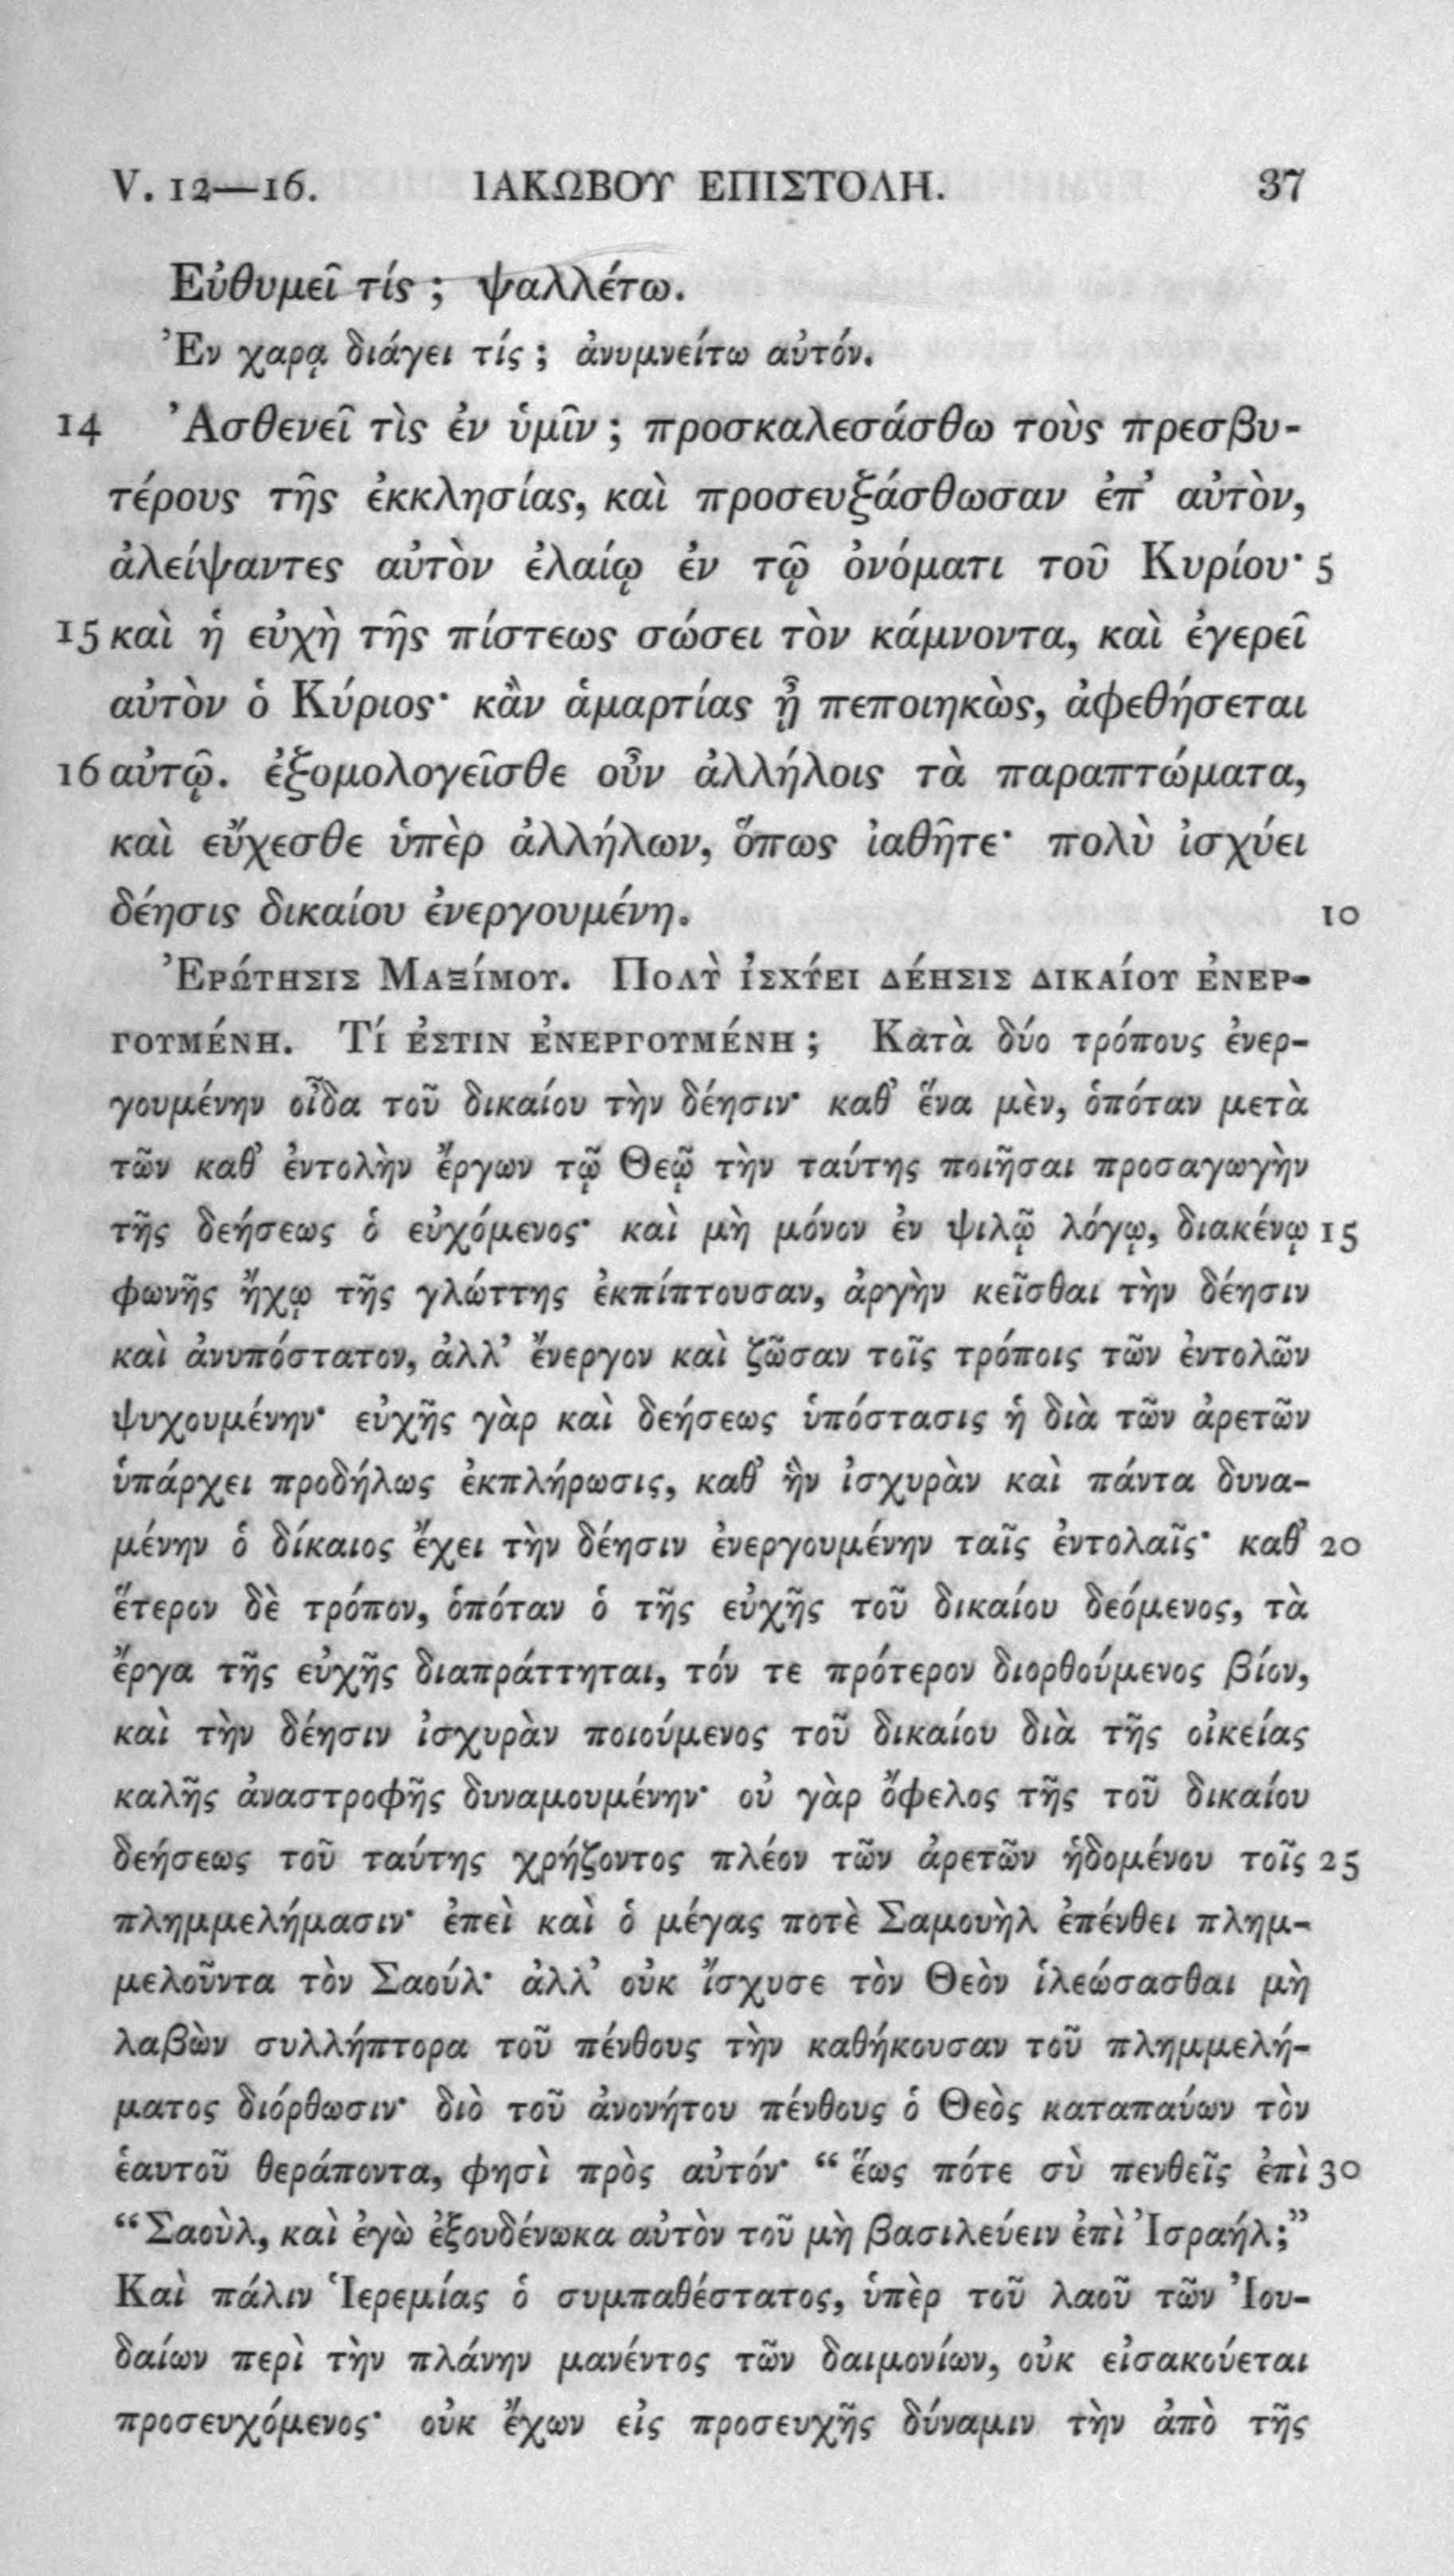 V. 12—16. ΙΑΚΩΒΟΥ ΕΠΙΣΤΟΛΗ. 37
Εὐθυμεῖ τίς ; ψαλλέτω.
Ἐν χαρᾳ διάγει τίς ; ἀνυμνείτω αὐτόν.
14 Ἀσθενεῖ τὶς ἐν ὑμῖν ; προσκαλεσάσθω τοὺς πρεσβυ-
τέρους τῆς ἐκκλησίας, καὶ προσευξάσθωσαν ἐπ’ αὐτὸν,
ἀλείψαντες αὐτὸν ἐλαίῳ ἐν τῷ ὀνόματι τοῦ Κυρίου· 5
15 καὶ ἡ εὐχὴ τῆς πίστεως σώσει τὸν κάμνοντα, καὶ ἐγερεῖ
αὐτὸν ὁ Κύριος· κἂν ἁμαρτίας ᾖ πεποιηκὼς, ἀφεθήσεται
16 αὐτῷ. ἐξομολογεῖσθε οὖν ἀλλήλοις τὰ παραπτώματα,
καὶ εὔχεσθε ὑπὲρ ἀλλήλων, ὅπως ἰαθῆτε· πολὺ ἰσχύει
δέησις δικαίου ἐνεργουμένη. 10
ἘΡΏΤΗΣΙΣ ΜΑΞΊΜΟΥ. ΠΟΛῪ ἸΣΧΎΕΙ ΔΈΗΣΙΣ ΔΙΚΑΊΟΥ ἘΝΕΡ-
ΓΟΥΜΈΝΗ. ΤΊ ἘΣΤΙΝ ἘΝΕΡΓΟΥΜΈΝΗ ; Κατὰ δύο τρόπους ἐνερ-
γουμένην οἶδα τοῦ δικαίου τὴν δέησιν· καθ’ ἕνα μὲν, ὁπόταν μετὰ
τῶν καθ’ ἐντολὴν ἔργων τῷ Θεῷ τὴν ταύτης ποιῆσαι προσαγωγὴν
τῆς δεήσεως ὁ εὐχόμενος· καὶ μὴ μόνον ἐν ψιλῷ λόγῳ, διακένῳ 15
φωνῆς ἤχῳ τῆς γλώττης ἐκπίπτουσαν, ἀργὴν κεῖσθαι τὴν δέησιν
καὶ ἀνυπόστατον, ἀλλ’ ἔνεργον καὶ ζῶσαν τοῖς τρόποις τῶν ἐντολῶν
ψυχουμένην· εὐχῆς γὰρ καὶ δεήσεως ὑπόστασις ἡ διὰ τῶν ἀρετῶν
ὑπάρχει προδήλως ἐκπλήρωσις, καθ’ ἣν ἰσχυρὰν καὶ πάντα δυνα-
μένην ὁ δίκαιος ἔχει τὴν δέησιν ἐνεργουμένην ταῖς ἐντολαῖς· καθ’ 20
ἕτερον δὲ τρόπον, ὁπόταν ὁ τῆς εὐχῆς τοῦ δικαίου δεόμενος, τὰ
ἔργα τῆς εὐχῆς διαπράττηται, τόν τε πρότερον διορθούμενος βίον,
καὶ τὴν δέησιν ἰσχυρὰν ποιούμενος τοῦ δικαίου διὰ τῆς οἰκείας
καλῆς ἀναστροφῆς δυναμουμένην· οὐ γὰρ ὄφελος τῆς τοῦ δικαίου
δεήσεως τοῦ ταύτης χρήζοντος πλέον τῶν ἀρετῶν ἡδομένου τοῖς 25
πλημμελήμασιν· ἐπεὶ καὶ ὁ μέγας ποτὲ Σαμουὴλ ἐπένθει πλημ-
μελοῦντα τὸν Σαούλ· ἀλλ’ οὐκ ἴσχυσε τὸν Θεὸν ἱλεώσασθαι μὴ
λαβὼν συλλήπτορα τοῦ πένθους τὴν καθήκουσαν τοῦ πλημμελή-
ματος διόρθωσιν· διὸ τοῦ ἀνονήτου πένθους ὁ Θεὸς καταπαύων τὸν
ἑαυτοῦ θεράποντα, φησὶ πρὸς αὐτόν· “ ἕως πότε σὺ πενθεῖς ἐπὶ 30
“ Σαοὺλ, καὶ ἐγὼ ἐξουδένωκα αὐτὸν τοῦ μὴ βασιλεύειν ἐπὶ Ἰσραήλ;”
Καὶ πάλιν Ἱερεμίας ὁ συμπαθέστατος, ὑπὲρ τοῦ λαοῦ τῶν Ἰου-
δαίων περὶ τὴν πλάνην μανέντος τῶν δαιμονίων, οὐκ εἰσακούεται
προσευχόμενος· οὐκ ἔχων εἰς προσευχῆς δύναμιν τὴν ἀπὸ τῆς